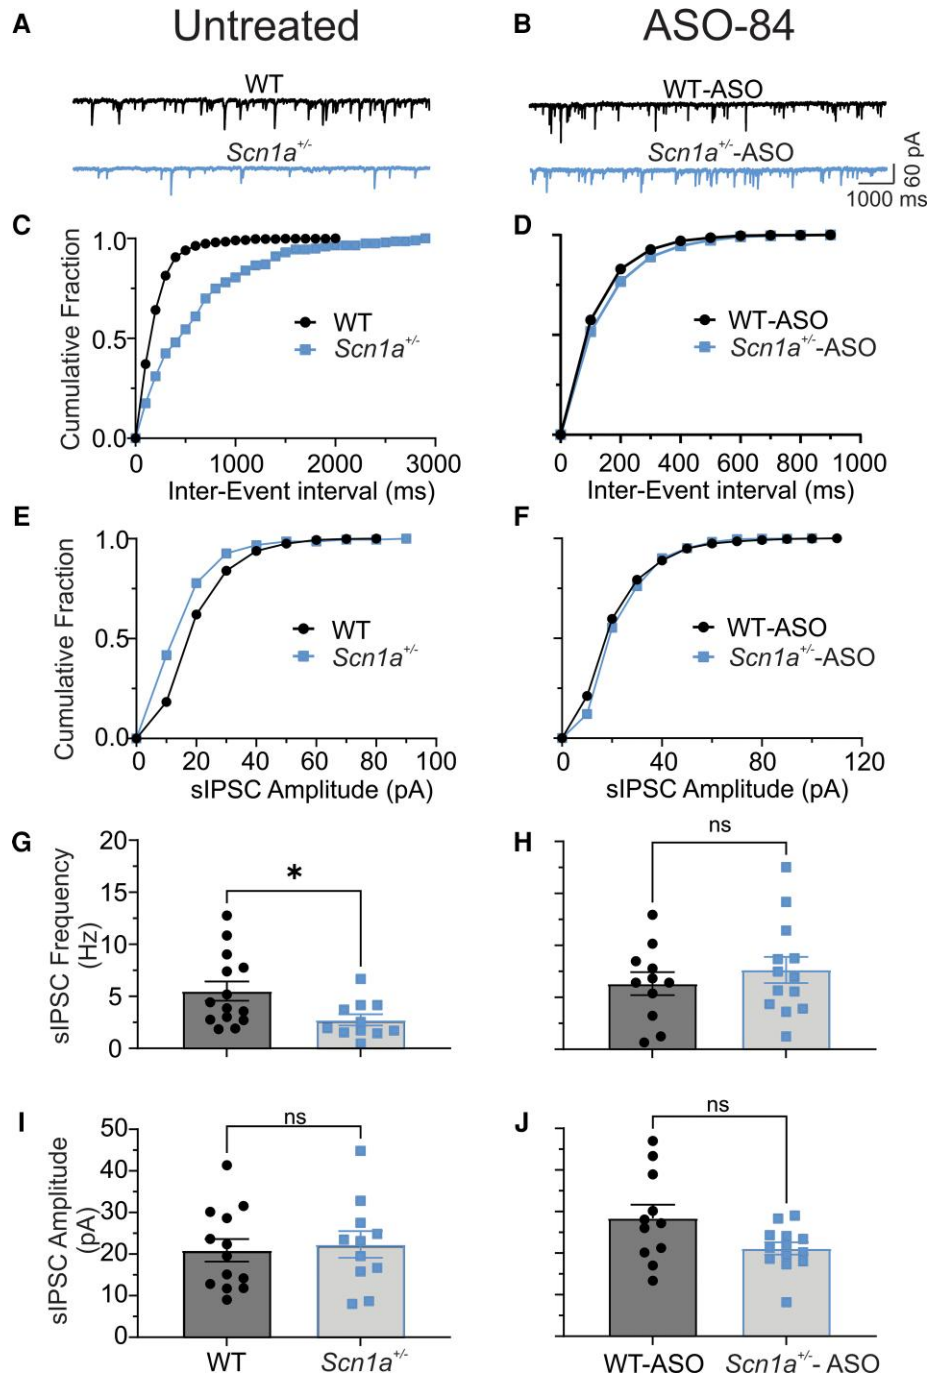 A Untreated
B ASO-84
WT
Scn1a+/-
WT-ASO
Scn1a+/--ASO
60 pA
1000 ms
C
Cumulative Fraction
1.0
0.5
0.0
WT
Scn1a+/-
0 1000 2000 3000
Inter-Event interval (ms)
D
WT-ASO
Scn1a+/--ASO
0 200 400 600 800 1000
Inter-Event interval (ms)
E
Cumulative Fraction
1.0
0.5
0.0
WT
Scn1a+/-
0 20 40 60 80 100
sIPSC Amplitude (pA)
F
WT-ASO
Scn1a+/--ASO
0 40 80 120
sIPSC Amplitude (pA)
G
sIPSC Frequency
(Hz)
20
15
10
5
0
*
H
ns
I
sIPSC Amplitude
(pA)
50
40
30
20
10
0
ns
WT Scn1a+/-
J
ns
WT-ASO Scn1a+/-- ASO